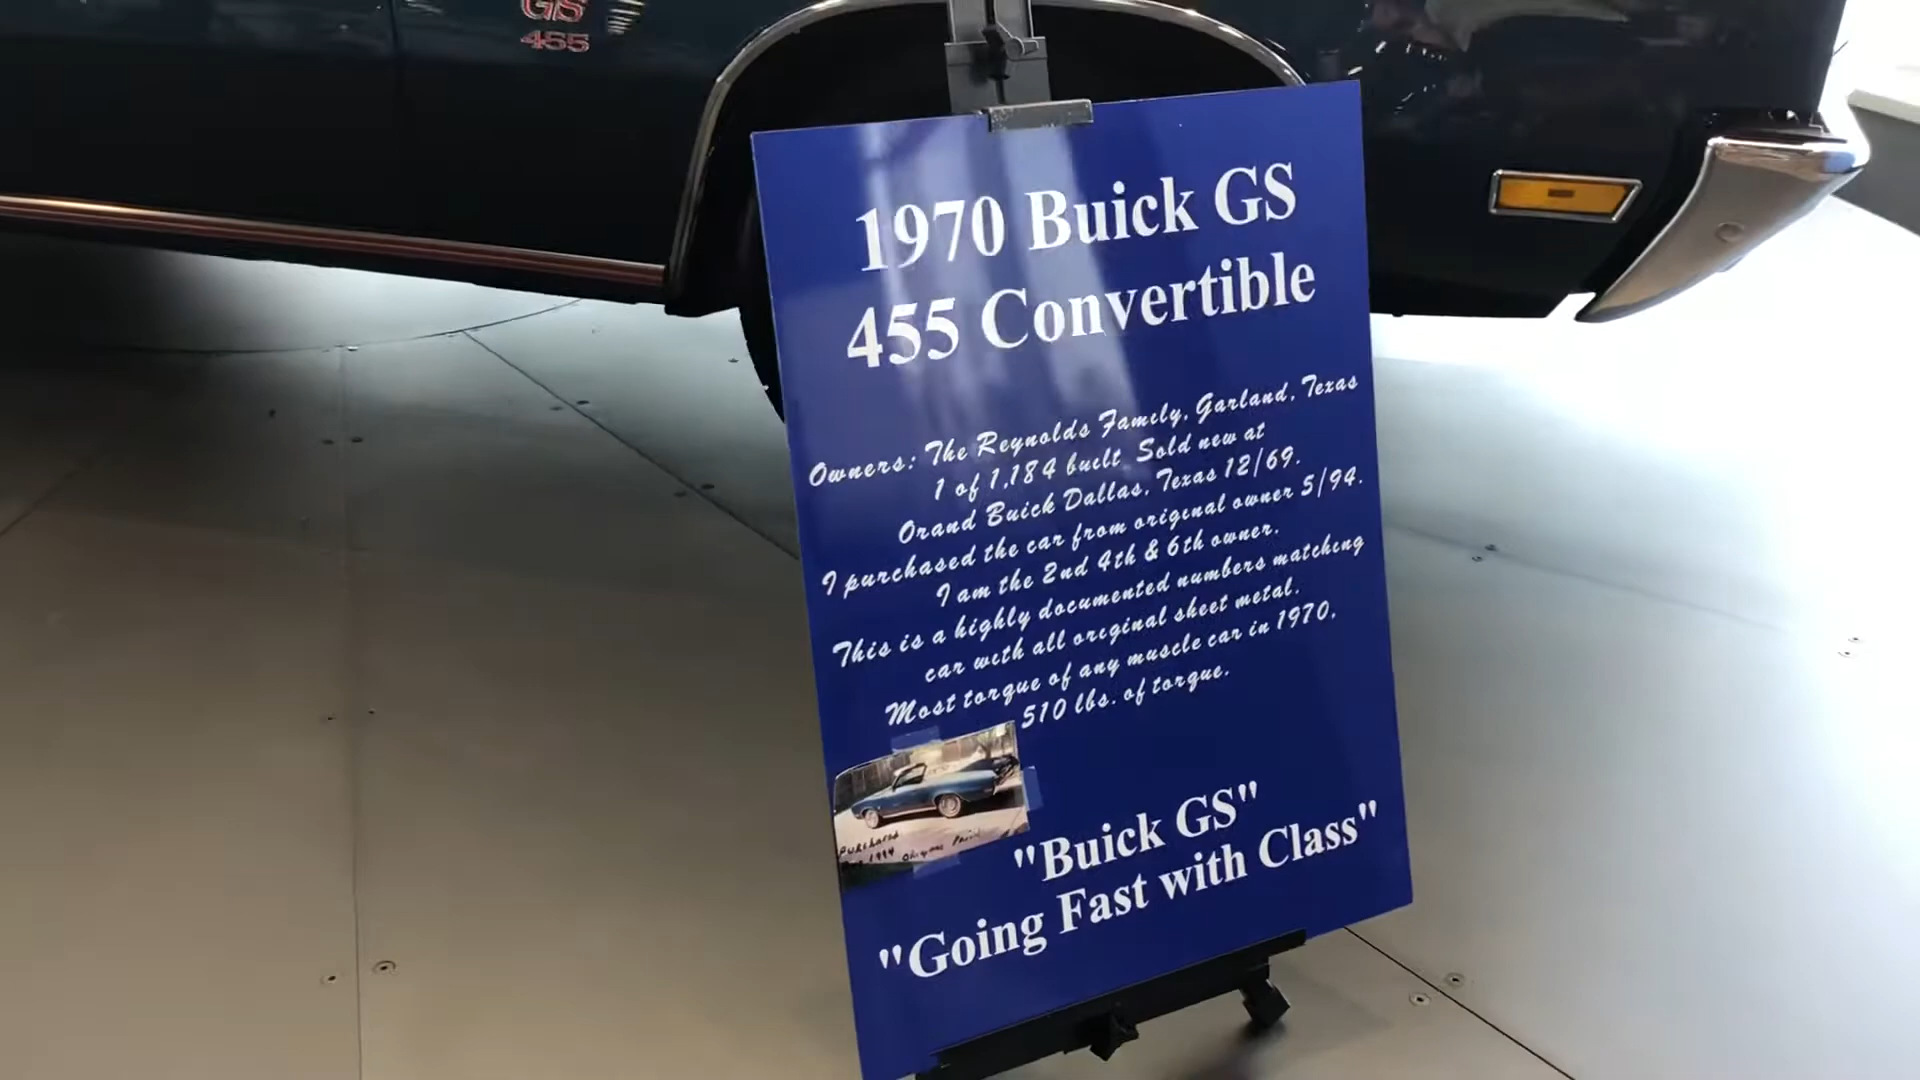 GS
455
1970 Buick GS
455 Convertible
Owners: The Reynolds Family, Garland, Texas
1 of 1,184 built. Sold new at
Orand Buick Dallas, Texas 12/69.
I purchased the car from original owner 5/94.
I am the 2nd 4th & 6th owner.
This is a highly documented numbers matching
car with all original sheet metal.
Most torque of any muscle car in 1970,
510 lbs. of torque.
Purchased
1994
"Buick GS"
"Going Fast with Class"